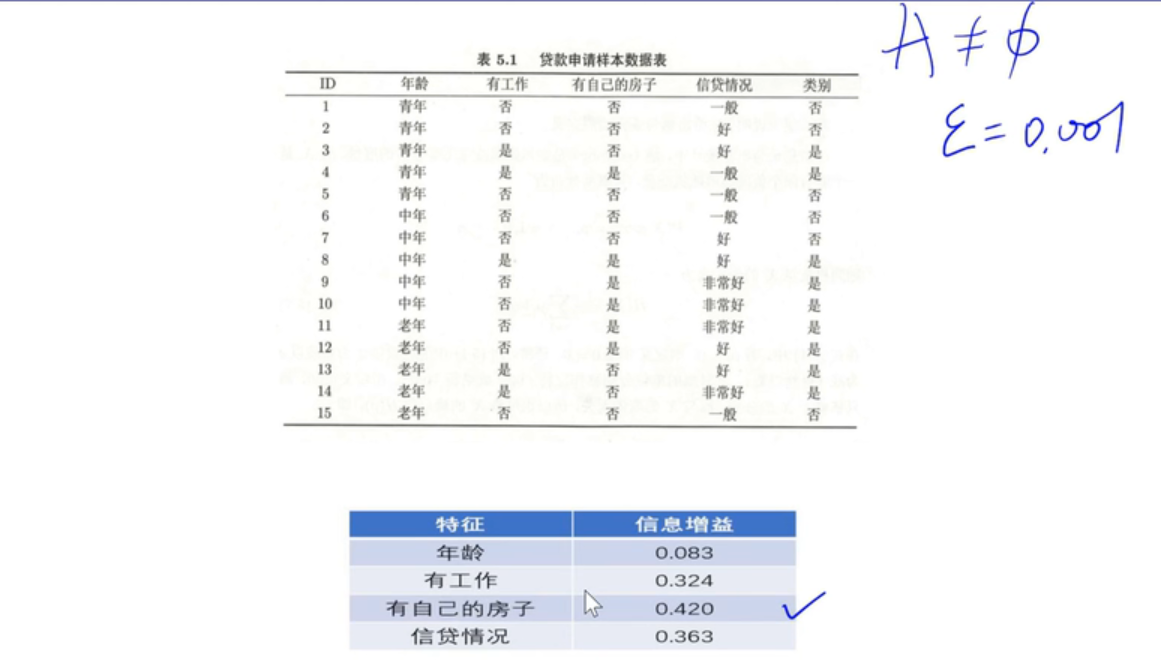 A ≠ ϕ
ε = 0.001
表 5.1 贷款申请样本数据表
ID 年龄 有工作 有自己的房子 信贷情况 类别
1 青年 否 否 一般 否
2 青年 否 否 好 否
3 青年 是 否 好 是
4 青年 是 是 一般 是
5 青年 否 否 一般 否
6 中年 否 否 一般 否
7 中年 否 否 好 否
8 中年 是 是 好 是
9 中年 否 是 非常好 是
10 中年 否 是 非常好 是
11 老年 否 是 非常好 是
12 老年 否 是 好 是
13 老年 是 否 好 是
14 老年 是 否 非常好 是
15 老年 否 否 一般 否
特征 信息增益
年龄 0.083
有工作 0.324
有自己的房子 0.420 ✓
信贷情况 0.363